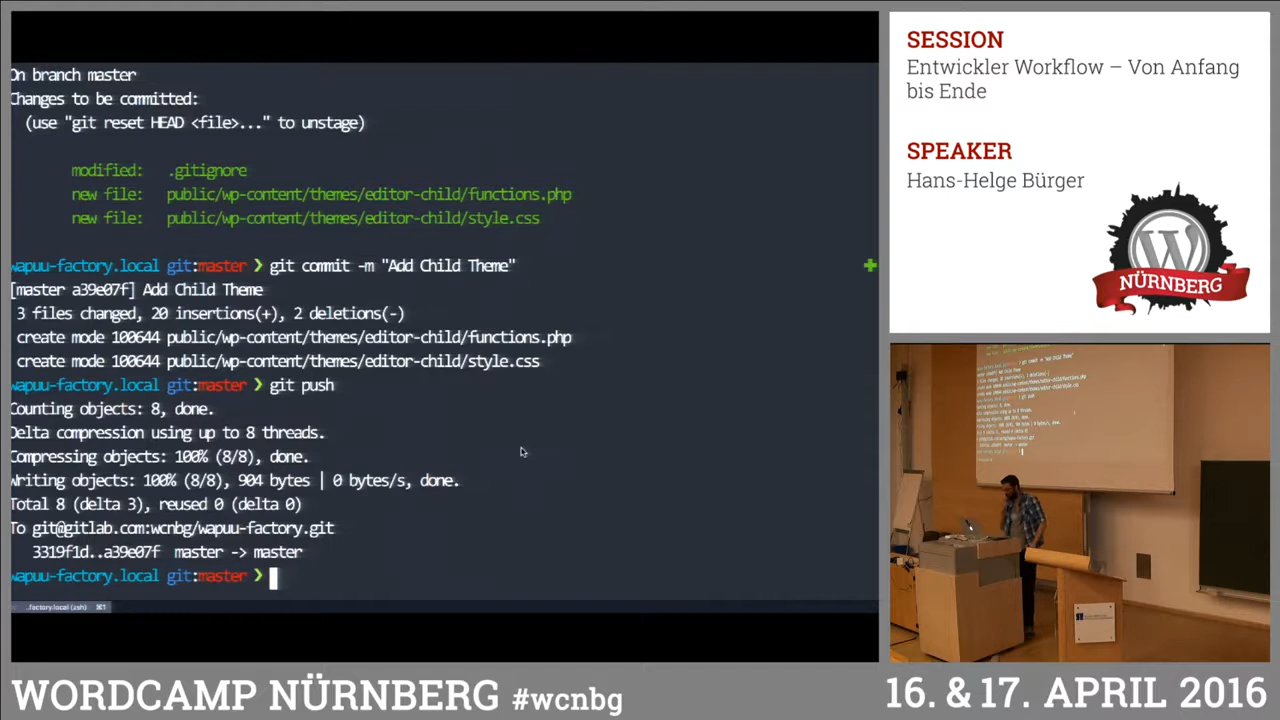 On branch master
Changes to be committed:
(use "git reset HEAD <file>..." to unstage)
modified: .gitignore
new file: public/wp-content/themes/editor-child/functions.php
new file: public/wp-content/themes/editor-child/style.css
wapuu-factory.local git:master ❯ git commit -m "Add Child Theme"
[master a39e07f] Add Child Theme
3 files changed, 20 insertions(+), 2 deletions(-)
create mode 100644 public/wp-content/themes/editor-child/functions.php
create mode 100644 public/wp-content/themes/editor-child/style.css
wapuu-factory.local git:master ❯ git push
Counting objects: 8, done.
Delta compression using up to 8 threads.
Compressing objects: 100% (8/8), done.
Writing objects: 100% (8/8), 904 bytes | 0 bytes/s, done.
Total 8 (delta 3), reused 0 (delta 0)
To git@gitlab.com:wcnbg/wapuu-factory.git
3319f1d..a39e07f master -> master
wapuu-factory.local git:master ❯
..factory.local (zsh) ⌘1
SESSION
Entwickler Workflow – Von Anfang
bis Ende
SPEAKER
Hans-Helge Bürger
NÜRNBERG
WORDCAMP NÜRNBERG #wcnbg
16. & 17. APRIL 2016